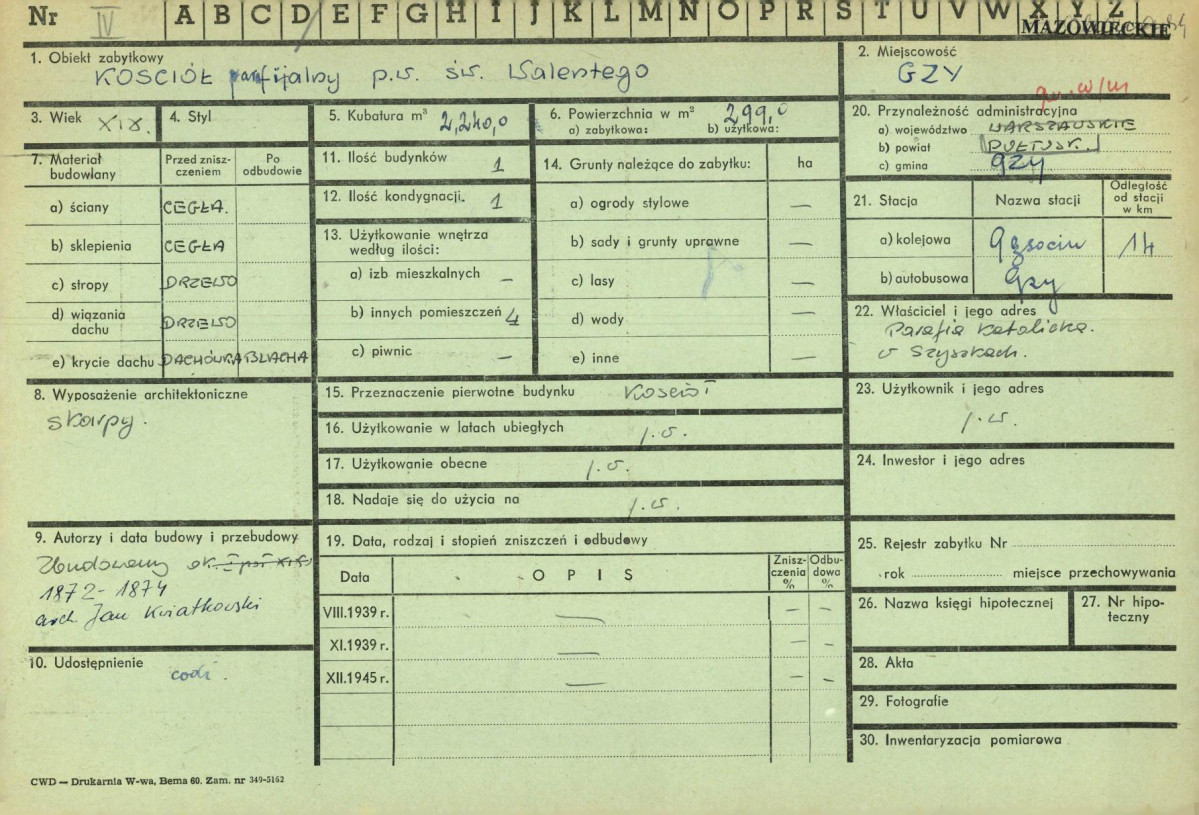 Nr IV A B C D E F G H I J K L M N O P R S T U V W X Y Z
MAZOWIECKIE
1. Obiekt zabytkowy
KOSCIÓŁ parafijalny p.w. św. Walentego
2. Miejscowość
GZY
3. Wiek XIX.
4. Styl
5. Kubatura m³ 2,240,0
6. Powierzchnia w m² 299,0
a) zabytkowa: b) użytkowa:
20. Przynależność administracyjna
a) województwo WARSZAWSKIE
b) powiat PUŁTUSK.
c) gmina GZY
7. Materiał budowlany
Przed zniszczeniem
Po odbudowie
a) ściany CEGŁA.
b) sklepienia CEGŁA
c) stropy DRZEWO
d) wiązania dachu DRZEWO
e) krycie dachu DACHÓWKA BLACHA
11. Ilość budynków 1
12. Ilość kondygnacji. 1
13. Użytkowanie wnętrza według ilości:
a) izb mieszkalnych –
b) innych pomieszczeń 4
c) piwnic –
14. Grunty należące do zabytku: ha
a) ogrody stylowe –
b) sady i grunty uprawne –
c) lasy –
d) wody –
e) inne –
21. Stacja
Nazwa stacji
Odległość od stacji w km
a) kolejowa Gąsocin 14
b) autobusowa Gzy
22. Właściciel i jego adres
Parafia katolicka.
w Szyszkach.
8. Wyposażenie architektoniczne
skarpy.
15. Przeznaczenie pierwotne budynku Kościół
16. Użytkowanie w latach ubiegłych j.w.
17. Użytkowanie obecne j.w.
18. Nadaje się do użycia na j.w.
23. Użytkownik i jego adres
j.w.
24. Inwestor i jego adres
9. Autorzy i data budowy i przebudowy
Zbudowany ok. I poł XIX
1872-1874
arch. Jan Kwiatkowski
10. Udostępnienie
codz.
19. Data, rodzaj i stopień zniszczeń i odbudowy
Data OPIS Zniszczenia % Odbudowa %
VIII.1939 r. – – –
XI.1939 r. – – –
XII.1945 r. – – –
25. Rejestr zabytku Nr
rok miejsce przechowywania
26. Nazwa księgi hipotecznej
27. Nr hipoteczny
28. Akta
29. Fotografie
30. Inwentaryzacja pomiarowa
CWD — Drukarnia W-wa, Bema 60. Zam. nr 349-5162